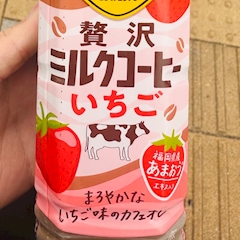 贅沢
ミルクコーヒー
いちご
福岡県産
あまおう
エキス入り
まろやかな
いちご味のカフェオレ